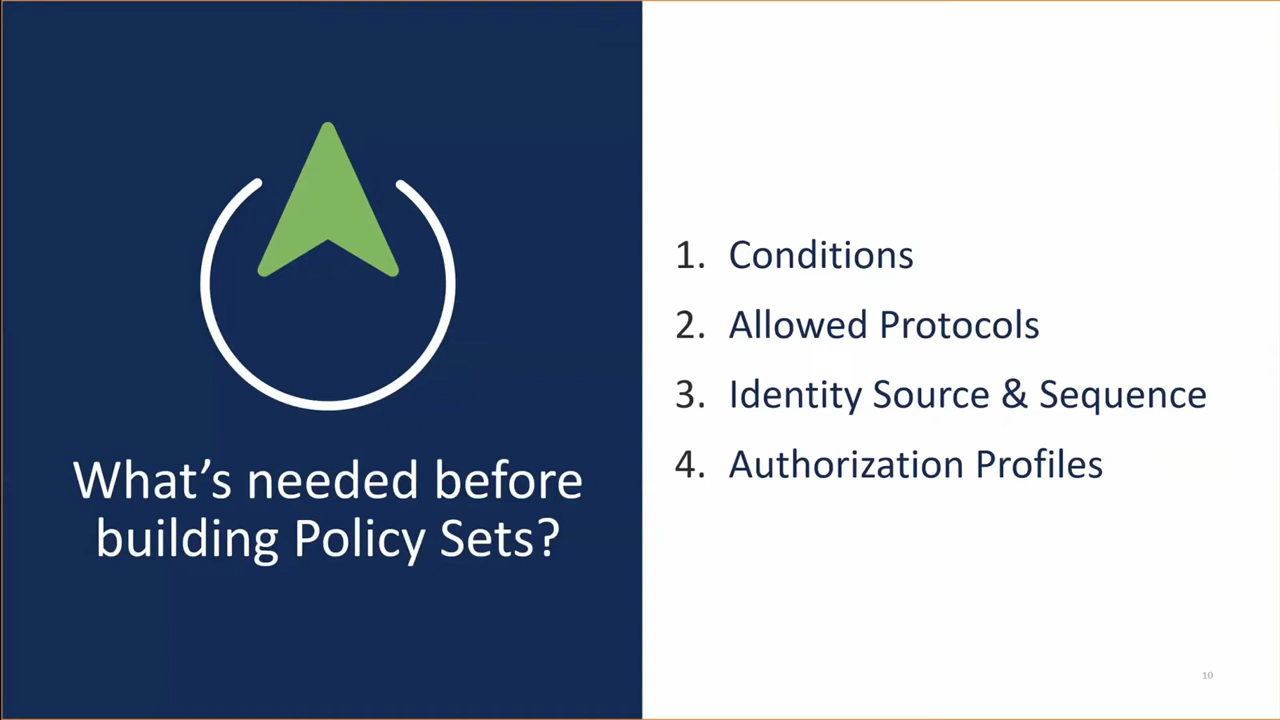 What’s needed before
building Policy Sets?
1. Conditions
2. Allowed Protocols
3. Identity Source & Sequence
4. Authorization Profiles
10